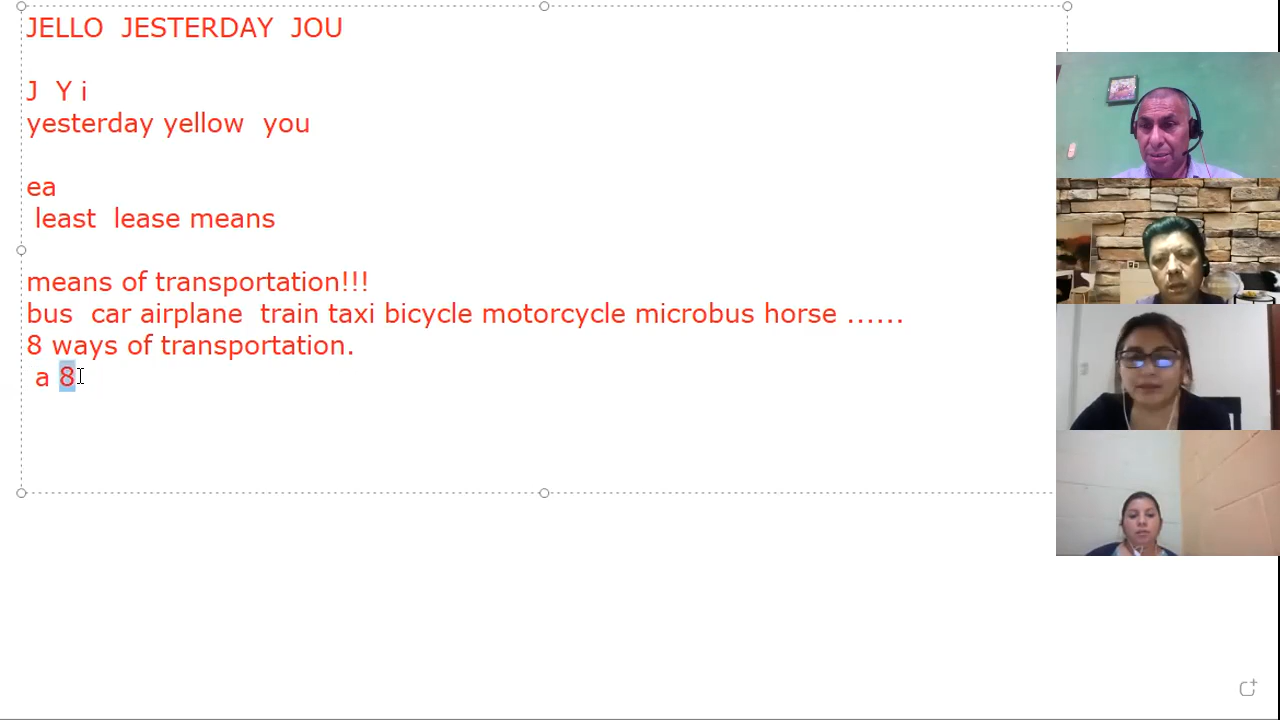 JELLO JESTERDAY JOU
J Y i
yesterday yellow you
ea
least lease means
means of transportation!!!
bus car airplane train taxi bicycle motorcycle microbus horse ......
8 ways of transportation.
a 8